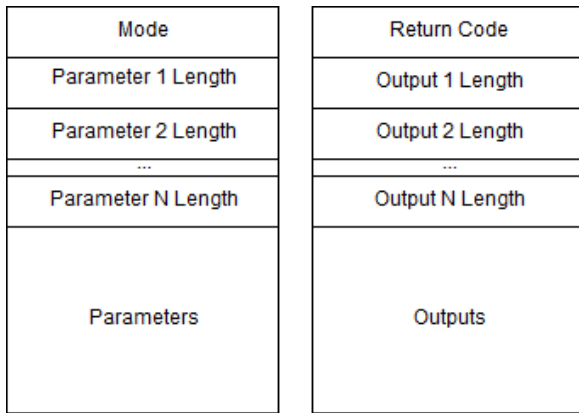 Mode
Parameter 1 Length
Parameter 2 Length
...
Parameter N Length
Parameters
Return Code
Output 1 Length
Output 2 Length
...
Output N Length
Outputs